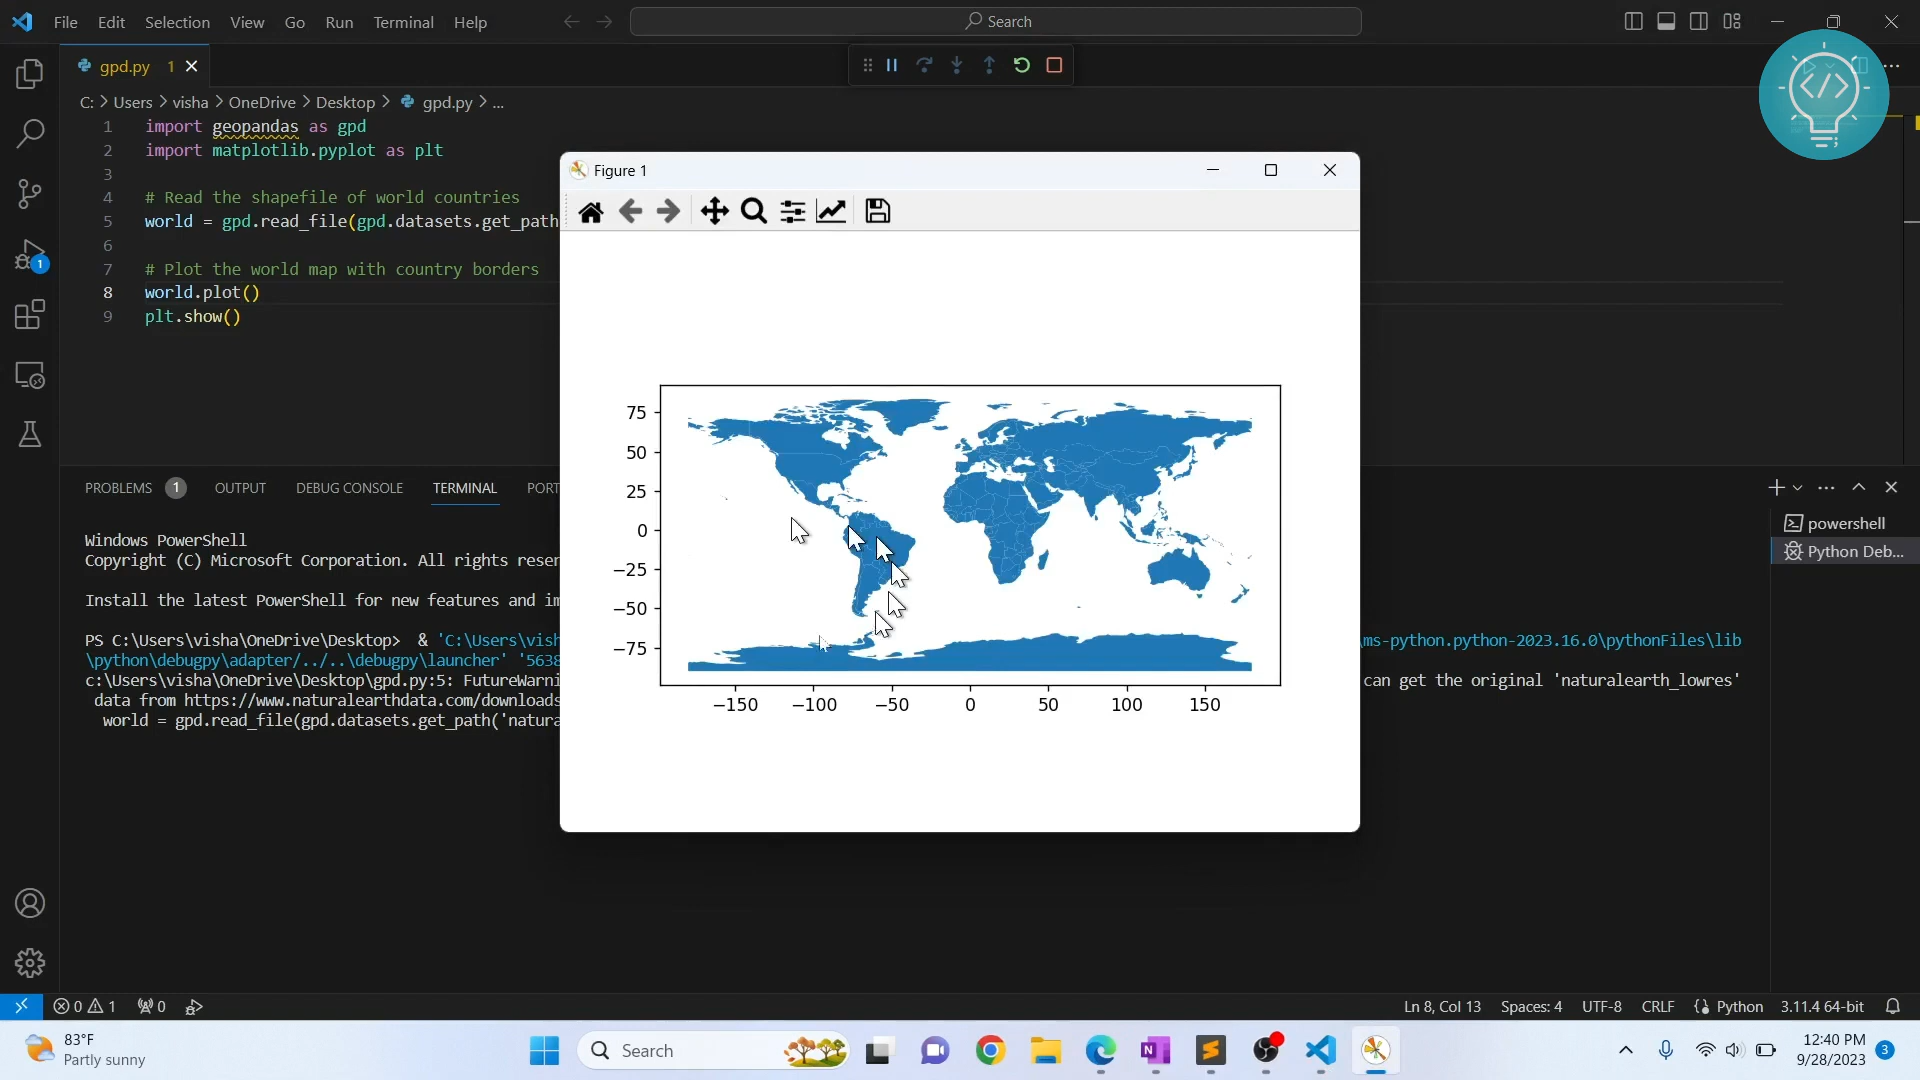 File Edit Selection View Go Run Terminal Help
Search
gpd.py 1
C: > Users > visha > OneDrive > Desktop > gpd.py > ...
1 import geopandas as gpd
2 import matplotlib.pyplot as plt
3
4 # Read the shapefile of world countries
5 world = gpd.read_file(gpd.datasets.get_path
6
7 # Plot the world map with country borders
8 world.plot()
9 plt.show()
Figure 1
75
50
25
0
−25
−50
−75
−150 −100 −50 0 50 100 150
PROBLEMS 1 OUTPUT DEBUG CONSOLE TERMINAL PORT
powershell
Python Deb...
Windows PowerShell
Copyright (C) Microsoft Corporation. All rights reser
Install the latest PowerShell for new features and im
PS C:\Users\visha\OneDrive\Desktop> & 'C:\Users\vish ms-python.python-2023.16.0\pythonFiles\lib
\python\debugpy\adapter/../..\debugpy\launcher' '5638
c:\Users\visha\OneDrive\Desktop\gpd.py:5: FutureWarni can get the original 'naturalearth_lowres'
data from https://www.naturalearthdata.com/downloads
world = gpd.read_file(gpd.datasets.get_path('natura
1
0 1 0
Ln 8, Col 13 Spaces: 4 UTF-8 CRLF Python 3.11.4 64-bit
83°F
Partly sunny
Search
12:40 PM
9/28/2023
3